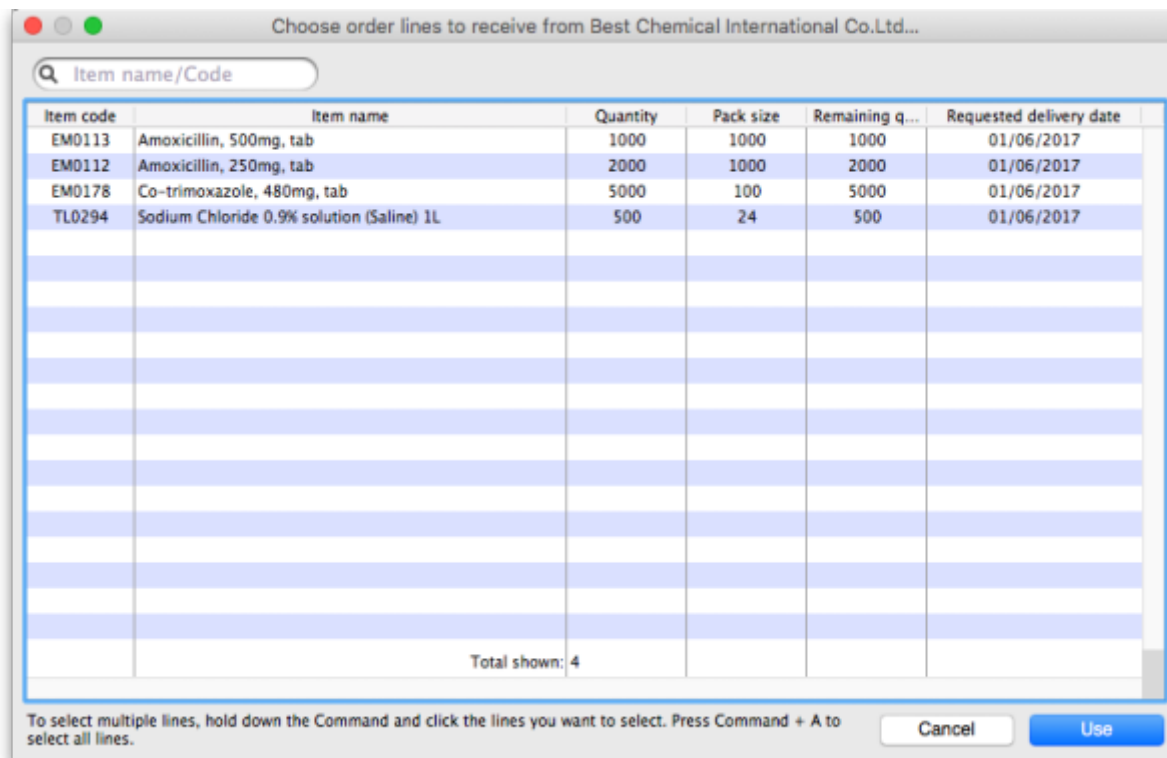 Choose order lines to receive from Best Chemical International Co.Ltd...
Item name/Code
Item code Item name Quantity Pack size Remaining q... Requested delivery date
EM0113 Amoxicillin, 500mg, tab 1000 1000 1000 01/06/2017
EM0112 Amoxicillin, 250mg, tab 2000 1000 2000 01/06/2017
EM0178 Co-trimoxazole, 480mg, tab 5000 100 5000 01/06/2017
TL0294 Sodium Chloride 0.9% solution (Saline) 1L 500 24 500 01/06/2017
Total shown: 4
To select multiple lines, hold down the Command and click the lines you want to select. Press Command + A to
select all lines.
Cancel Use